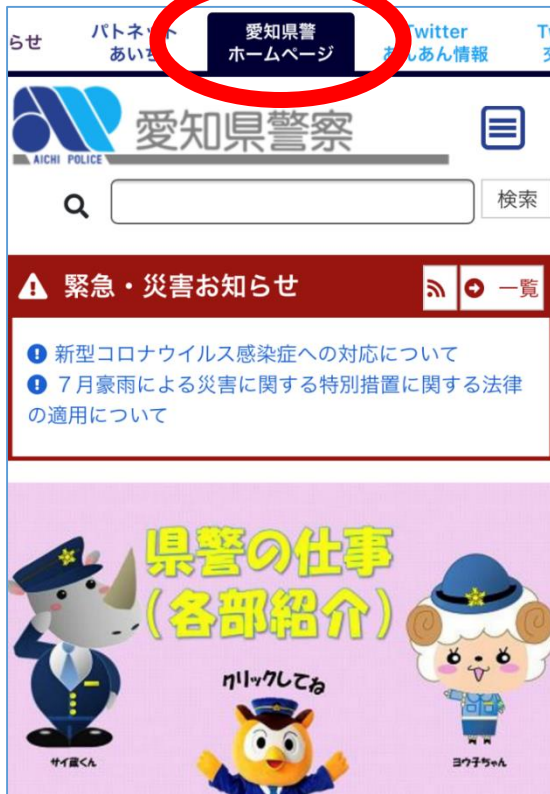 らせ
パトネット
あいち
愛知県警
ホームページ
Twitter
あんあん情報
愛知県警察
AICHI POLICE
検索
緊急・災害お知らせ
一覧
新型コロナウイルス感染症への対応について
７月豪雨による災害に関する特別措置に関する法律
の適用について
県警の仕事
（各部紹介）
クリックしてね
サイ蔵くん
ヨウ子ちゃん